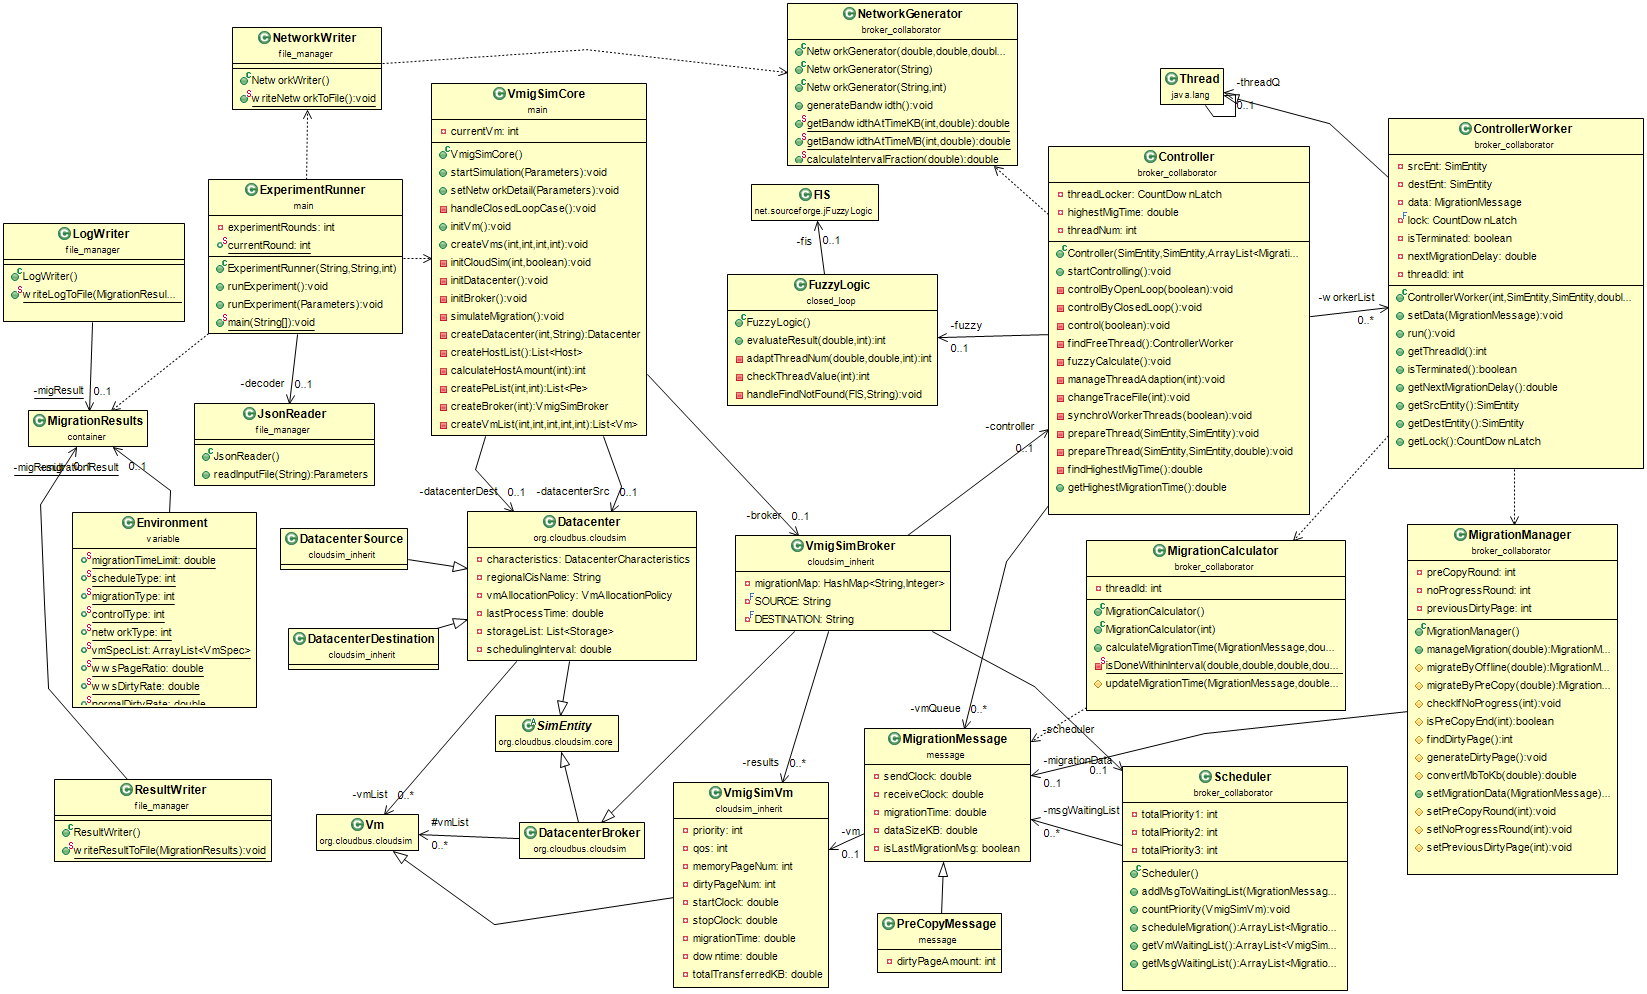 NetworkWriter
file_manager
NetworkWriter()
writeNetworkToFile():void
NetworkGenerator
broker_collaborator
NetworkGenerator(double,double,doubl...
NetworkGenerator(String)
NetworkGenerator(String,int)
generateBandwidth():void
getBandwidthAtTimeKB(int,double):double
getBandwidthAtTimeMB(int,double):double
calculateIntervalFraction(double):double
Thread
java.lang
-threadQ
0..1
VmigSimCore
main
currentVm: int
VmigSimCore()
startSimulation(Parameters):void
setNetworkDetail(Parameters):void
handleClosedLoopCase():void
initVm():void
createVms(int,int,int,int):void
initCloudSim(int,boolean):void
initDatacenter():void
initBroker():void
simulateMigration():void
createDatacenter(int,String):Datacenter
createHostList():List<Host>
calculateHostAmount(int):int
createPeList(int,int):List<Pe>
createBroker(int):VmigSimBroker
createVmList(int,int,int,int,int):List<Vm>
ControllerWorker
broker_collaborator
srcEnt: SimEntity
destEnt: SimEntity
data: MigrationMessage
lock: CountDownLatch
isTerminated: boolean
nextMigrationDelay: double
threadId: int
ControllerWorker(int,SimEntity,SimEntity,doubl...
setData(MigrationMessage):void
run():void
getThreadId():int
isTerminated():boolean
getNextMigrationDelay():double
getSrcEntity():SimEntity
getDestEntity():SimEntity
getLock():CountDownLatch
Controller
broker_collaborator
threadLocker: CountDownLatch
highestMigTime: double
threadNum: int
Controller(SimEntity,SimEntity,ArrayList<Migrati...
startControlling():void
controlByOpenLoop(boolean):void
controlByClosedLoop():void
control(boolean):void
findFreeThread():ControllerWorker
fuzzyCalculate():void
manageThreadAdaption(int):void
changeTraceFile(int):void
synchroWorkerThreads(boolean):void
prepareThread(SimEntity,SimEntity):void
prepareThread(SimEntity,SimEntity,double):void
findHighestMigTime():double
getHighestMigrationTime():double
-workerList
0..*
ExperimentRunner
main
experimentRounds: int
currentRound: int
ExperimentRunner(String,String,int)
runExperiment():void
runExperiment(Parameters):void
main(String[]):void
FIS
net.sourceforge.jFuzzyLogic
-fis
0..1
LogWriter
file_manager
LogWriter()
writeLogToFile(MigrationResul...
FuzzyLogic
closed_loop
FuzzyLogic()
evaluateResult(double,int):int
adaptThreadNum(double,double,int):int
checkThreadValue(int):int
handleFindNotFound(FIS,String):void
-fuzzy
0..1
-migResult
0..1
-decoder
0..1
MigrationResults
container
JsonReader
file_manager
JsonReader()
readInputFile(String):Parameters
-controller
0..1
0..1
-datacenterDest
0..1
-datacenterSrc
0..1
-broker
0..1
Environment
variable
migrationTimeLimit: double
scheduleType: int
migrationType: int
controlType: int
networkType: int
vmSpecList: ArrayList<VmSpec>
wwsPageRatio: double
wwsDirtyRate: double
normalDirtyRate: double
DatacenterSource
cloudsim_inherit
DatacenterDestination
cloudsim_inherit
Datacenter
org.cloudbus.cloudsim
characteristics: DatacenterCharacteristics
regionalCisName: String
vmAllocationPolicy: VmAllocationPolicy
lastProcessTime: double
storageList: List<Storage>
schedulingInterval: double
VmigSimBroker
cloudsim_inherit
migrationMap: HashMap<String,Integer>
SOURCE: String
DESTINATION: String
MigrationCalculator
broker_collaborator
threadId: int
MigrationCalculator()
MigrationCalculator(int)
calculateMigrationTime(MigrationMessage,dou...
isDoneWithinInterval(double,double,double,dou...
updateMigrationTime(MigrationMessage,double...
MigrationManager
broker_collaborator
preCopyRound: int
noProgressRound: int
previousDirtyPage: int
MigrationManager()
manageMigration(double):MigrationM...
migrateByOffline(double):MigrationM...
migrateByPreCopy(double):Migration...
checkIfNoProgress(int):void
isPreCopyEnd(int):boolean
findDirtyPage():int
generateDirtyPage():void
convertMbToKb(double):double
setMigrationData(MigrationMessage)...
setPreCopyRound(int):void
setNoProgressRound(int):void
setPreviousDirtyPage(int):void
SimEntity
org.cloudbus.cloudsim.core
-vmQueue
0..*
-scheduler
0..1
-migrationData
0..1
-msgWaitingList
0..*
MigrationMessage
message
sendClock: double
receiveClock: double
migrationTime: double
dataSizeKB: double
isLastMigrationMsg: boolean
-results
0..*
-vmList
0..*
ResultWriter
file_manager
ResultWriter()
writeResultToFile(MigrationResults):void
Vm
org.cloudbus.cloudsim
#vmList
0..*
DatacenterBroker
org.cloudbus.cloudsim
VmigSimVm
cloudsim_inherit
priority: int
qos: int
memoryPageNum: int
dirtyPageNum: int
startClock: double
stopClock: double
migrationTime: double
downtime: double
totalTransferredKB: double
-vm
0..1
Scheduler
broker_collaborator
totalPriority1: int
totalPriority2: int
totalPriority3: int
Scheduler()
addMsgToWaitingList(MigrationMessag...
countPriority(VmigSimVm):void
scheduleMigration():ArrayList<Migratio...
getVmWaitingList():ArrayList<VmigSim...
getMsgWaitingList():ArrayList<Migratio...
PreCopyMessage
message
dirtyPageAmount: int